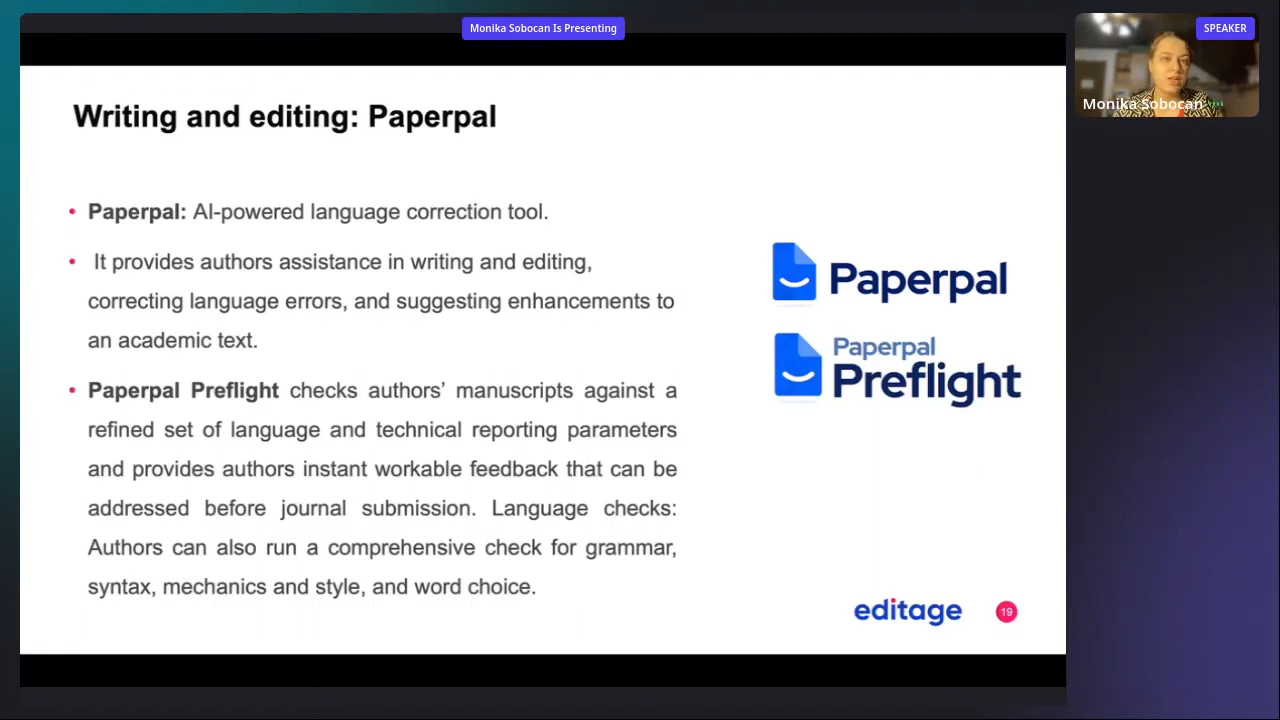 Monika Sobocan Is Presenting
SPEAKER
Monika Sobocan
Writing and editing: Paperpal
• Paperpal: AI-powered language correction tool.
• It provides authors assistance in writing and editing,
correcting language errors, and suggesting enhancements to
an academic text.
• Paperpal Preflight checks authors’ manuscripts against a
refined set of language and technical reporting parameters
and provides authors instant workable feedback that can be
addressed before journal submission. Language checks:
Authors can also run a comprehensive check for grammar,
syntax, mechanics and style, and word choice.
Paperpal
Paperpal
Preflight
editage
19